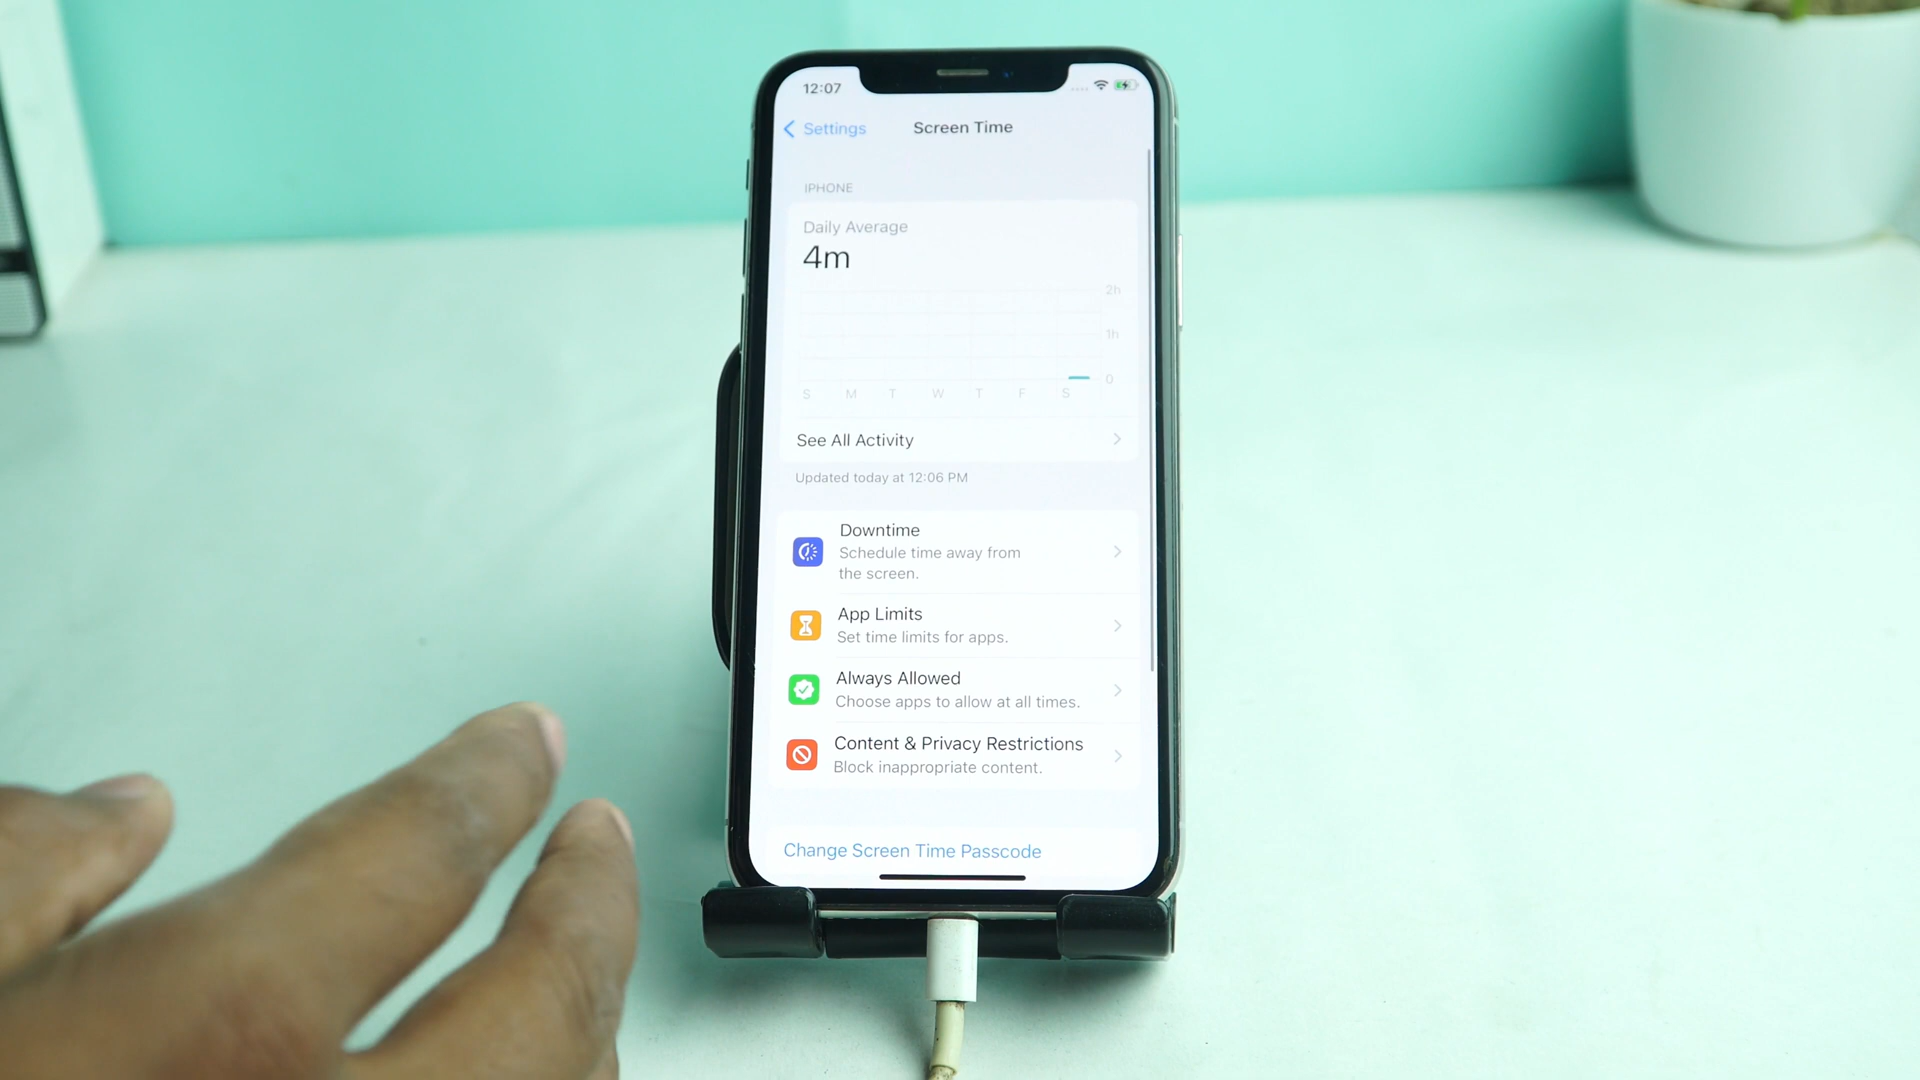 12:07
Settings
Screen Time
IPHONE
Daily Average
4m
2h
1h
0
S M T W T F S
See All Activity
Updated today at 12:06 PM
Downtime
Schedule time away from
the screen.
App Limits
Set time limits for apps.
Always Allowed
Choose apps to allow at all times.
Content & Privacy Restrictions
Block inappropriate content.
Change Screen Time Passcode